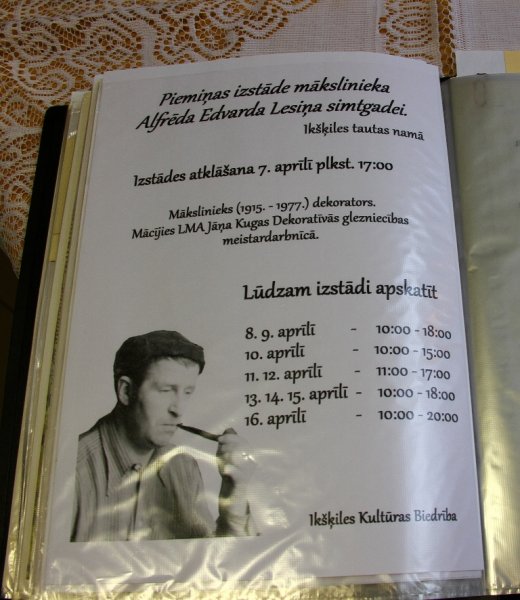 Piemiņas izstāde mākslinieka
Alfrēda Edvarda Lesiņa simtgadei.
Ikšķiles tautas namā
Izstādes atklāšana 7. aprīlī plkst. 17:00
Mākslinieks (1915. - 1977.) dekorators.
Mācījies LMA Jāņa Kugas Dekoratīvās glezniecības
meistardarbnīcā.
Lūdzam izstādi apskatīt
8. 9. aprīlī - 10:00 - 18:00
10. aprīlī - 10:00 - 15:00
11. 12. aprīlī - 11:00 - 17:00
13. 14. 15. aprīlī - 10:00 - 18:00
16. aprīlī - 10:00 - 20:00
Ikšķiles Kultūras Biedrība